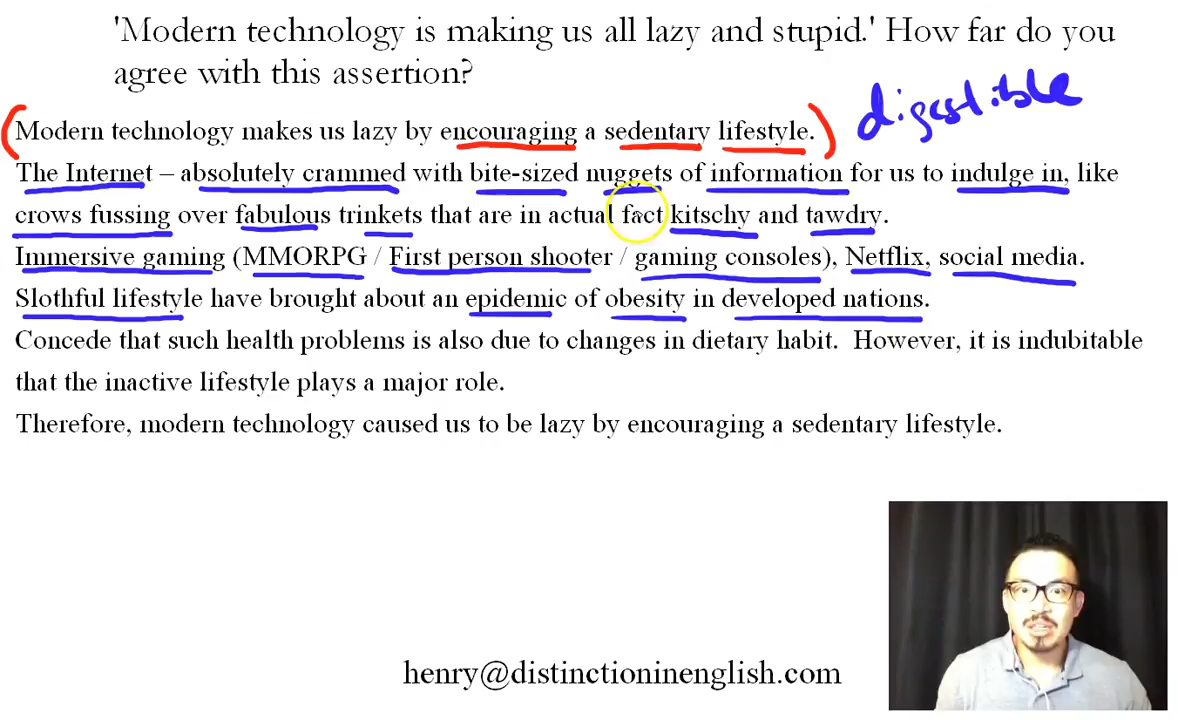 'Modern technology is making us all lazy and stupid.' How far do you
agree with this assertion?
digestible
(Modern technology makes us lazy by encouraging a sedentary lifestyle.)
The Internet – absolutely crammed with bite-sized nuggets of information for us to indulge in, like
crows fussing over fabulous trinkets that are in actual fact kitschy and tawdry.
Immersive gaming (MMORPG / First person shooter / gaming consoles), Netflix, social media.
Slothful lifestyle have brought about an epidemic of obesity in developed nations.
Concede that such health problems is also due to changes in dietary habit. However, it is indubitable
that the inactive lifestyle plays a major role.
Therefore, modern technology caused us to be lazy by encouraging a sedentary lifestyle.
henry@distinctioninenglish.com